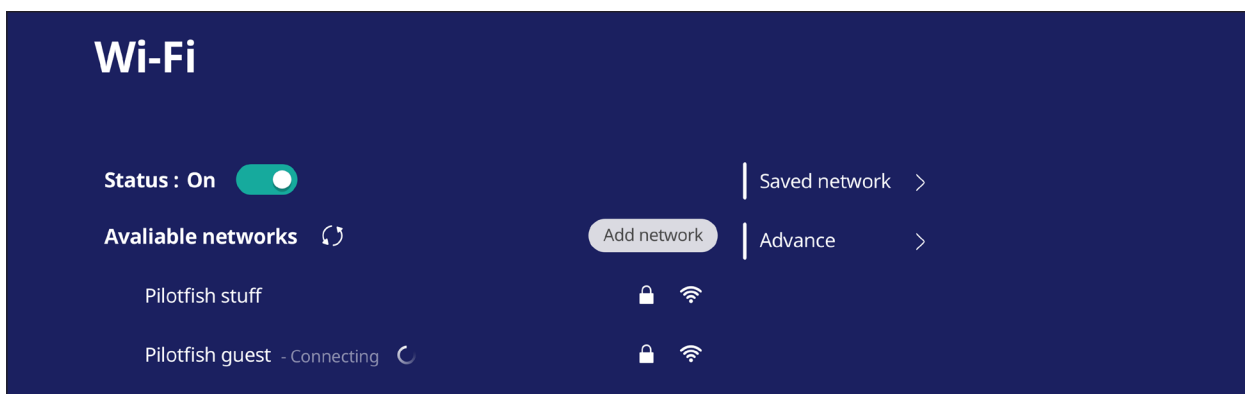 Wi-Fi
Status : On
Saved network
Avaliable networks
Add network
Advance
Pilotfish stuff
Pilotfish guest - Connecting